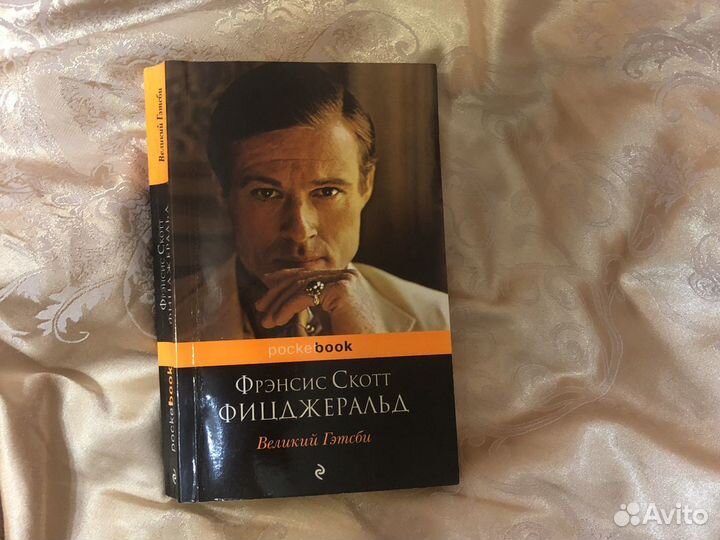 Великий Гэтсби
Фрэнсис Скотт
ФИЦДЖЕРАЛЬД
pocketbook
pocketbook
Фрэнсис Скотт
ФИЦДЖЕРАЛЬД
Великий Гэтсби
Avito